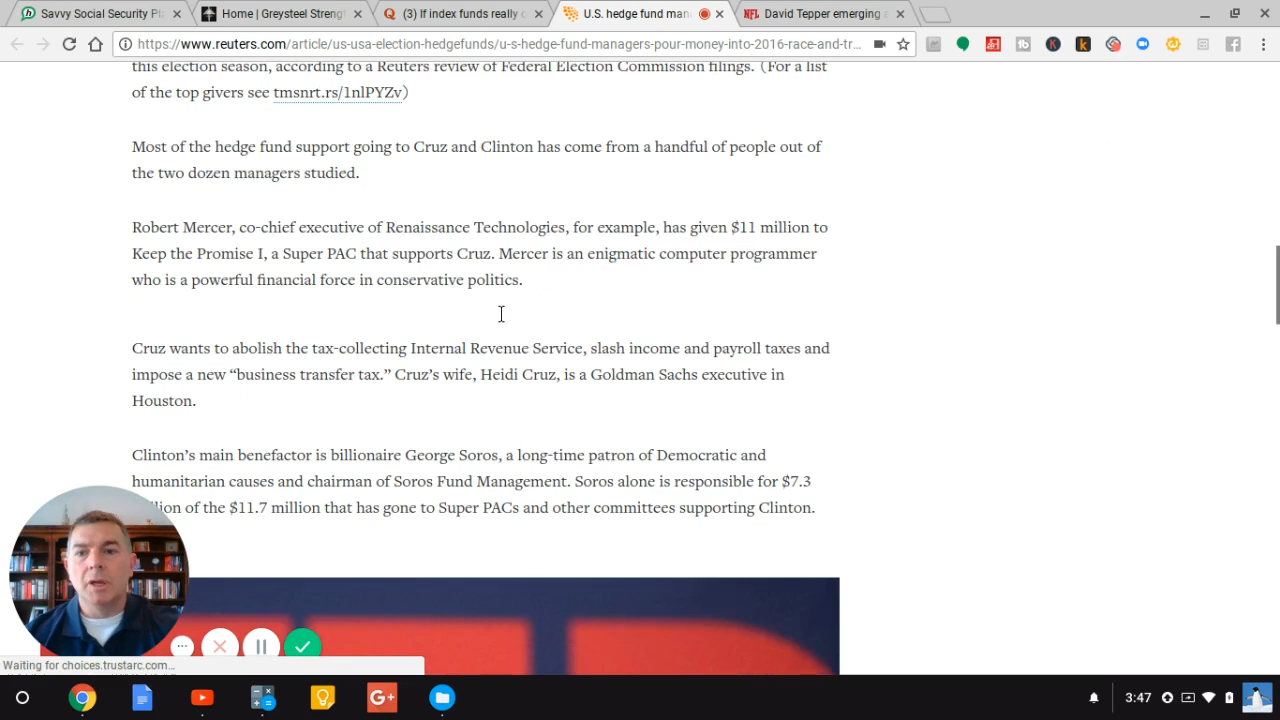 Savvy Social Security Pl
Home | Greysteel Streng
(3) If index funds really c
U.S. hedge fund man
NFL David Tepper emerging
https://www.reuters.com/article/us-usa-election-hedgefunds/u-s-hedge-fund-managers-pour-money-into-2016-race-and-tr...
this election season, according to a Reuters review of Federal Election Commission filings. (For a list
of the top givers see tmsnrt.rs/1nlPYZv)
Most of the hedge fund support going to Cruz and Clinton has come from a handful of people out of
the two dozen managers studied.
Robert Mercer, co-chief executive of Renaissance Technologies, for example, has given $11 million to
Keep the Promise I, a Super PAC that supports Cruz. Mercer is an enigmatic computer programmer
who is a powerful financial force in conservative politics.
Cruz wants to abolish the tax-collecting Internal Revenue Service, slash income and payroll taxes and
impose a new “business transfer tax.” Cruz’s wife, Heidi Cruz, is a Goldman Sachs executive in
Houston.
Clinton’s main benefactor is billionaire George Soros, a long-time patron of Democratic and
humanitarian causes and chairman of Soros Fund Management. Soros alone is responsible for $7.3
of the $11.7 million that has gone to Super PACs and other committees supporting Clinton.
Waiting for choices.trustarc.com...
3:47